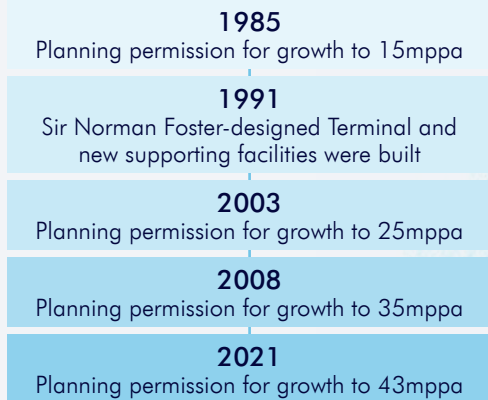 1985
Planning permission for growth to 15mppa
1991
Sir Norman Foster-designed Terminal and
new supporting facilities were built
2003
Planning permission for growth to 25mppa
2008
Planning permission for growth to 35mppa
2021
Planning permission for growth to 43mppa